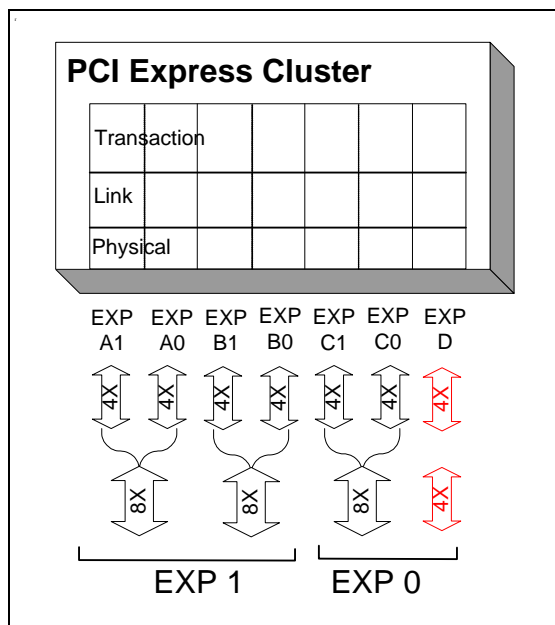 PCI Express Cluster
Transaction
Link
Physical
EXP A1
EXP A0
EXP B1
EXP B0
EXP C1
EXP C0
EXP D
4X 4X 4X 4X 4X 4X 4X
8X 8X 8X 4X
EXP 1 EXP 0